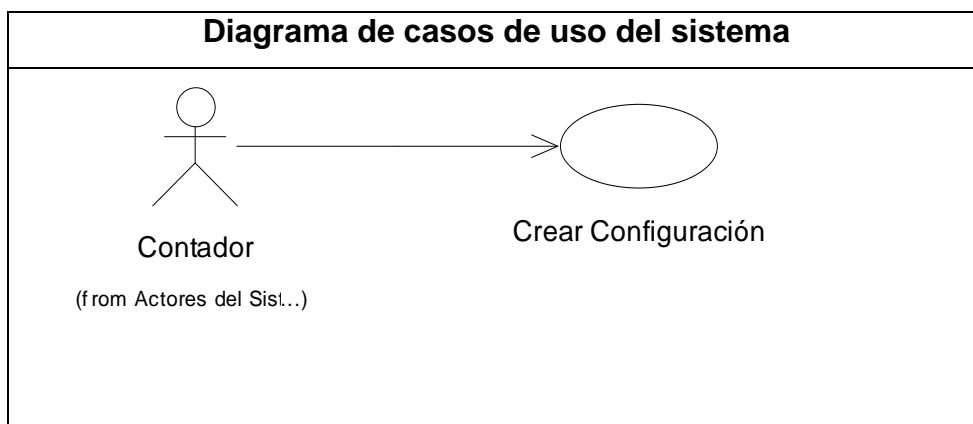 Diagrama de casos de uso del sistema
Crear Configuración
Contador
(from Actores del Sist...)